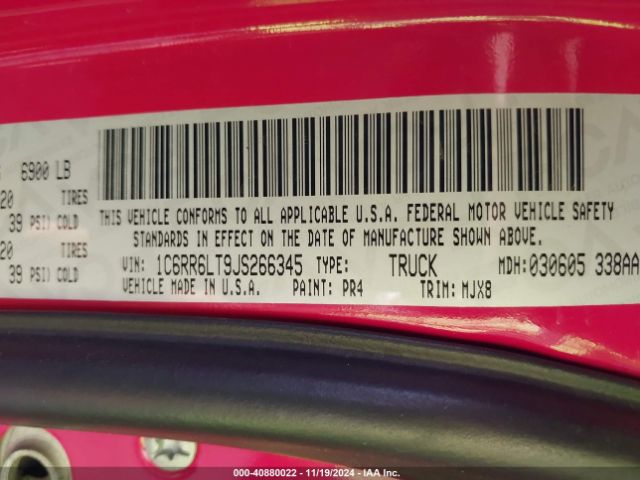 6900 LB
20 TIRES
39 PSI) COLD
20 TIRES
39 PSI) COLD
THIS VEHICLE CONFORMS TO ALL APPLICABLE U.S.A. FEDERAL MOTOR VEHICLE SAFETY
STANDARDS IN EFFECT ON THE DATE OF MANUFACTURE SHOWN ABOVE.
VIN: 1C6RR6LT9JS266345 TYPE: TRUCK MDH:030605 338AA
VEHICLE MADE IN U.S.A. PAINT: PR4 TRIM: MJX8
000-40880022 - 11/19/2024 - IAA Inc.